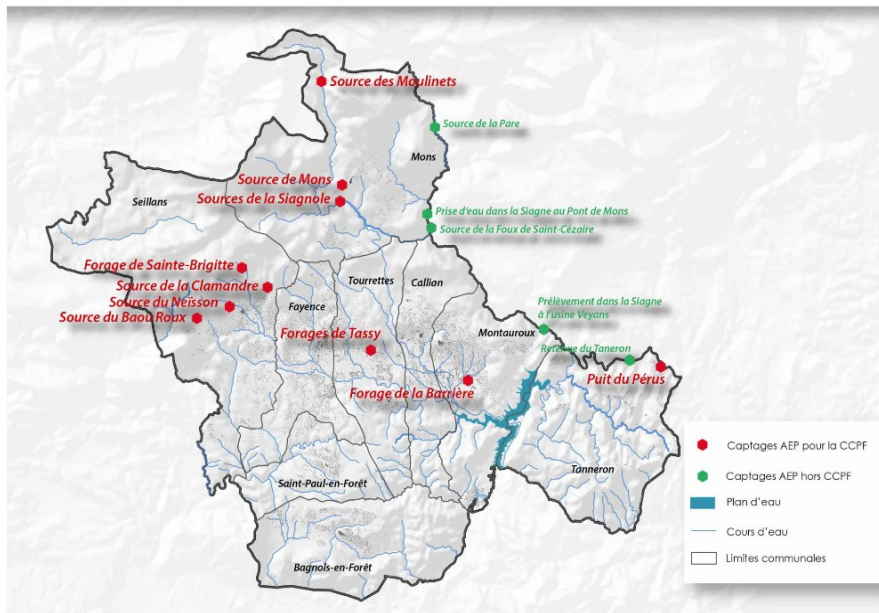 Source des Moulinets
Source de la Pare
Mons
Source de Mons
Seillans
Sources de la Siagnole
Prise d'eau dans la Siagne au Pont de Mons
Source de la Foux de Saint-Cézaire
Forage de Sainte-Brigitte
Tourrettes
Callian
Source de la Clamandre
Fayence
Source du Neïsson
Source du Baou Roux
Prélèvement dans la Siagne
à l'usine Veyans
Montauroux
Forages de Tassy
Retenue du Taneron
Puit du Pérus
Forage de la Barrière
Captages AEP pour la CCPF
Tanneron
Captages AEP hors CCPF
Saint-Paul-en-Forêt
Plan d'eau
Cours d'eau
Limites communales
Bagnols-en-Forêt